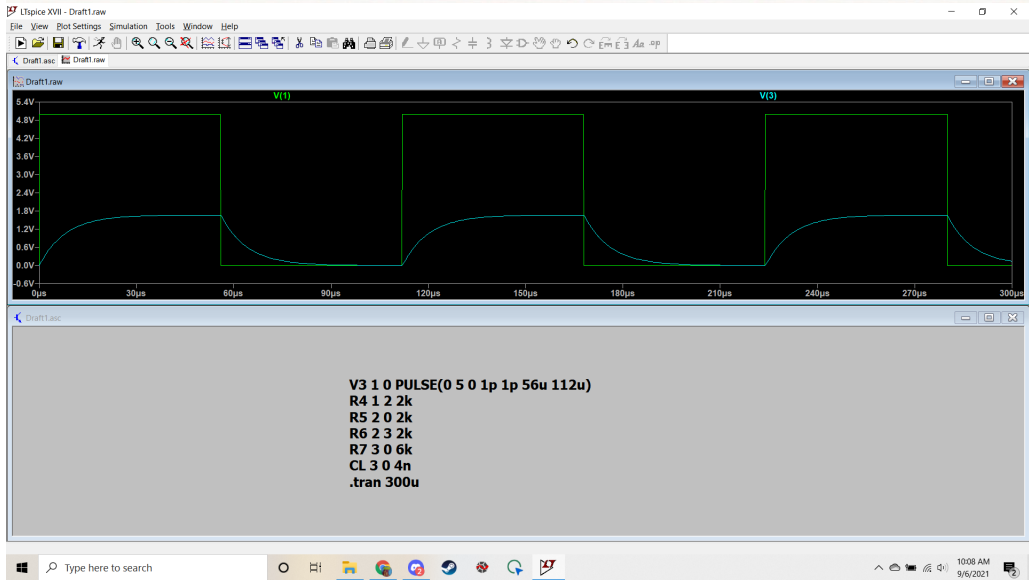 LTspice XVII - Draft1.raw
File View Plot Settings Simulation Tools Window Help
Draft1.asc Draft1.raw
Draft1.raw
V(1) V(3)
5.4V
4.8V
4.2V
3.6V
3.0V
2.4V
1.8V
1.2V
0.6V
0.0V
-0.6V
0µs 30µs 60µs 90µs 120µs 150µs 180µs 210µs 240µs 270µs 300µs
Draft1.asc
V3 1 0 PULSE(0 5 0 1p 1p 56u 112u)
R4 1 2 2k
R5 2 0 2k
R6 2 3 2k
R7 3 0 6k
CL 3 0 4n
.tran 300u
Type here to search
10:08 AM
9/6/2021
2